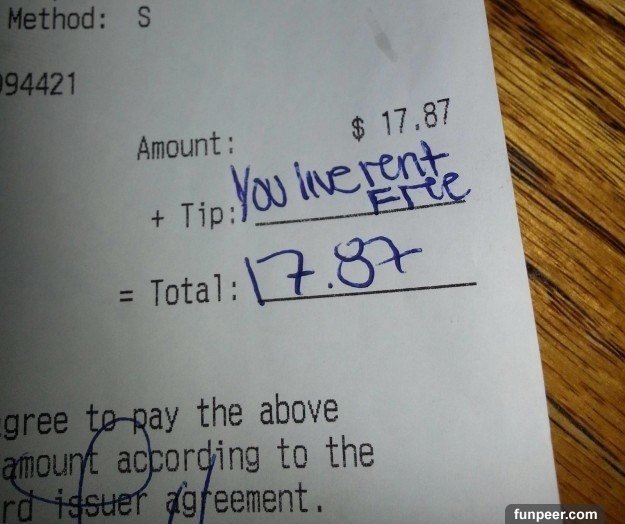 Method: S
94421
Amount: $ 17.87
+ Tip: You live rent
Free
= Total: 17.87
gree to pay the above
amount according to the
rd issuer agreement.
funpeer.com